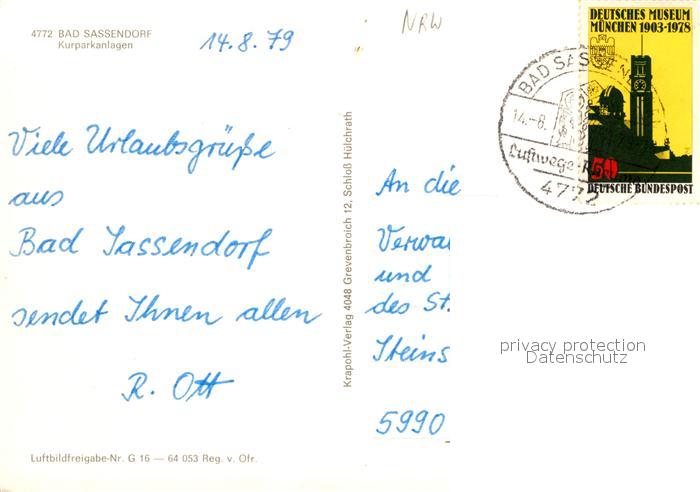 4772 BAD SASSENDORF
Kurparkanlagen
14.8.79
NRW
DEUTSCHES MUSEUM
MÜNCHEN 1903-1978
50
DEUTSCHE BUNDESPOST
BAD SASSEN
14.-8.
Luftwege-
4772
Viele Urlaubsgrüße
aus
Bad Sassendorf
sendet Ihnen allen
R. Ott
Krapohl-Verlag 4048 Grevenbroich 12, Schloß Hülchrath
An die
Verwa
und
des St.
Steins
5990
privacy protection
Datenschutz
Luftbildfreigabe-Nr. G 16 — 64 053 Reg. v. Ofr.